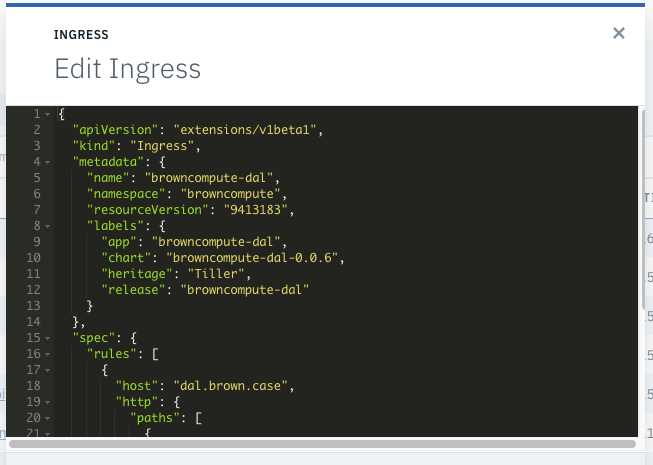 INGRESS
Edit Ingress
1 {
2 "apiVersion": "extensions/v1beta1",
3 "kind": "Ingress",
4 "metadata": {
5 "name": "browncompute-dal",
6 "namespace": "browncompute",
7 "resourceVersion": "9413183",
8 "labels": {
9 "app": "browncompute-dal",
10 "chart": "browncompute-dal-0.0.6",
11 "heritage": "Tiller",
12 "release": "browncompute-dal"
13 }
14 },
15 "spec": {
16 "rules": [
17 {
18 "host": "dal.brown.case",
19 "http": {
20 "paths": [
21 {